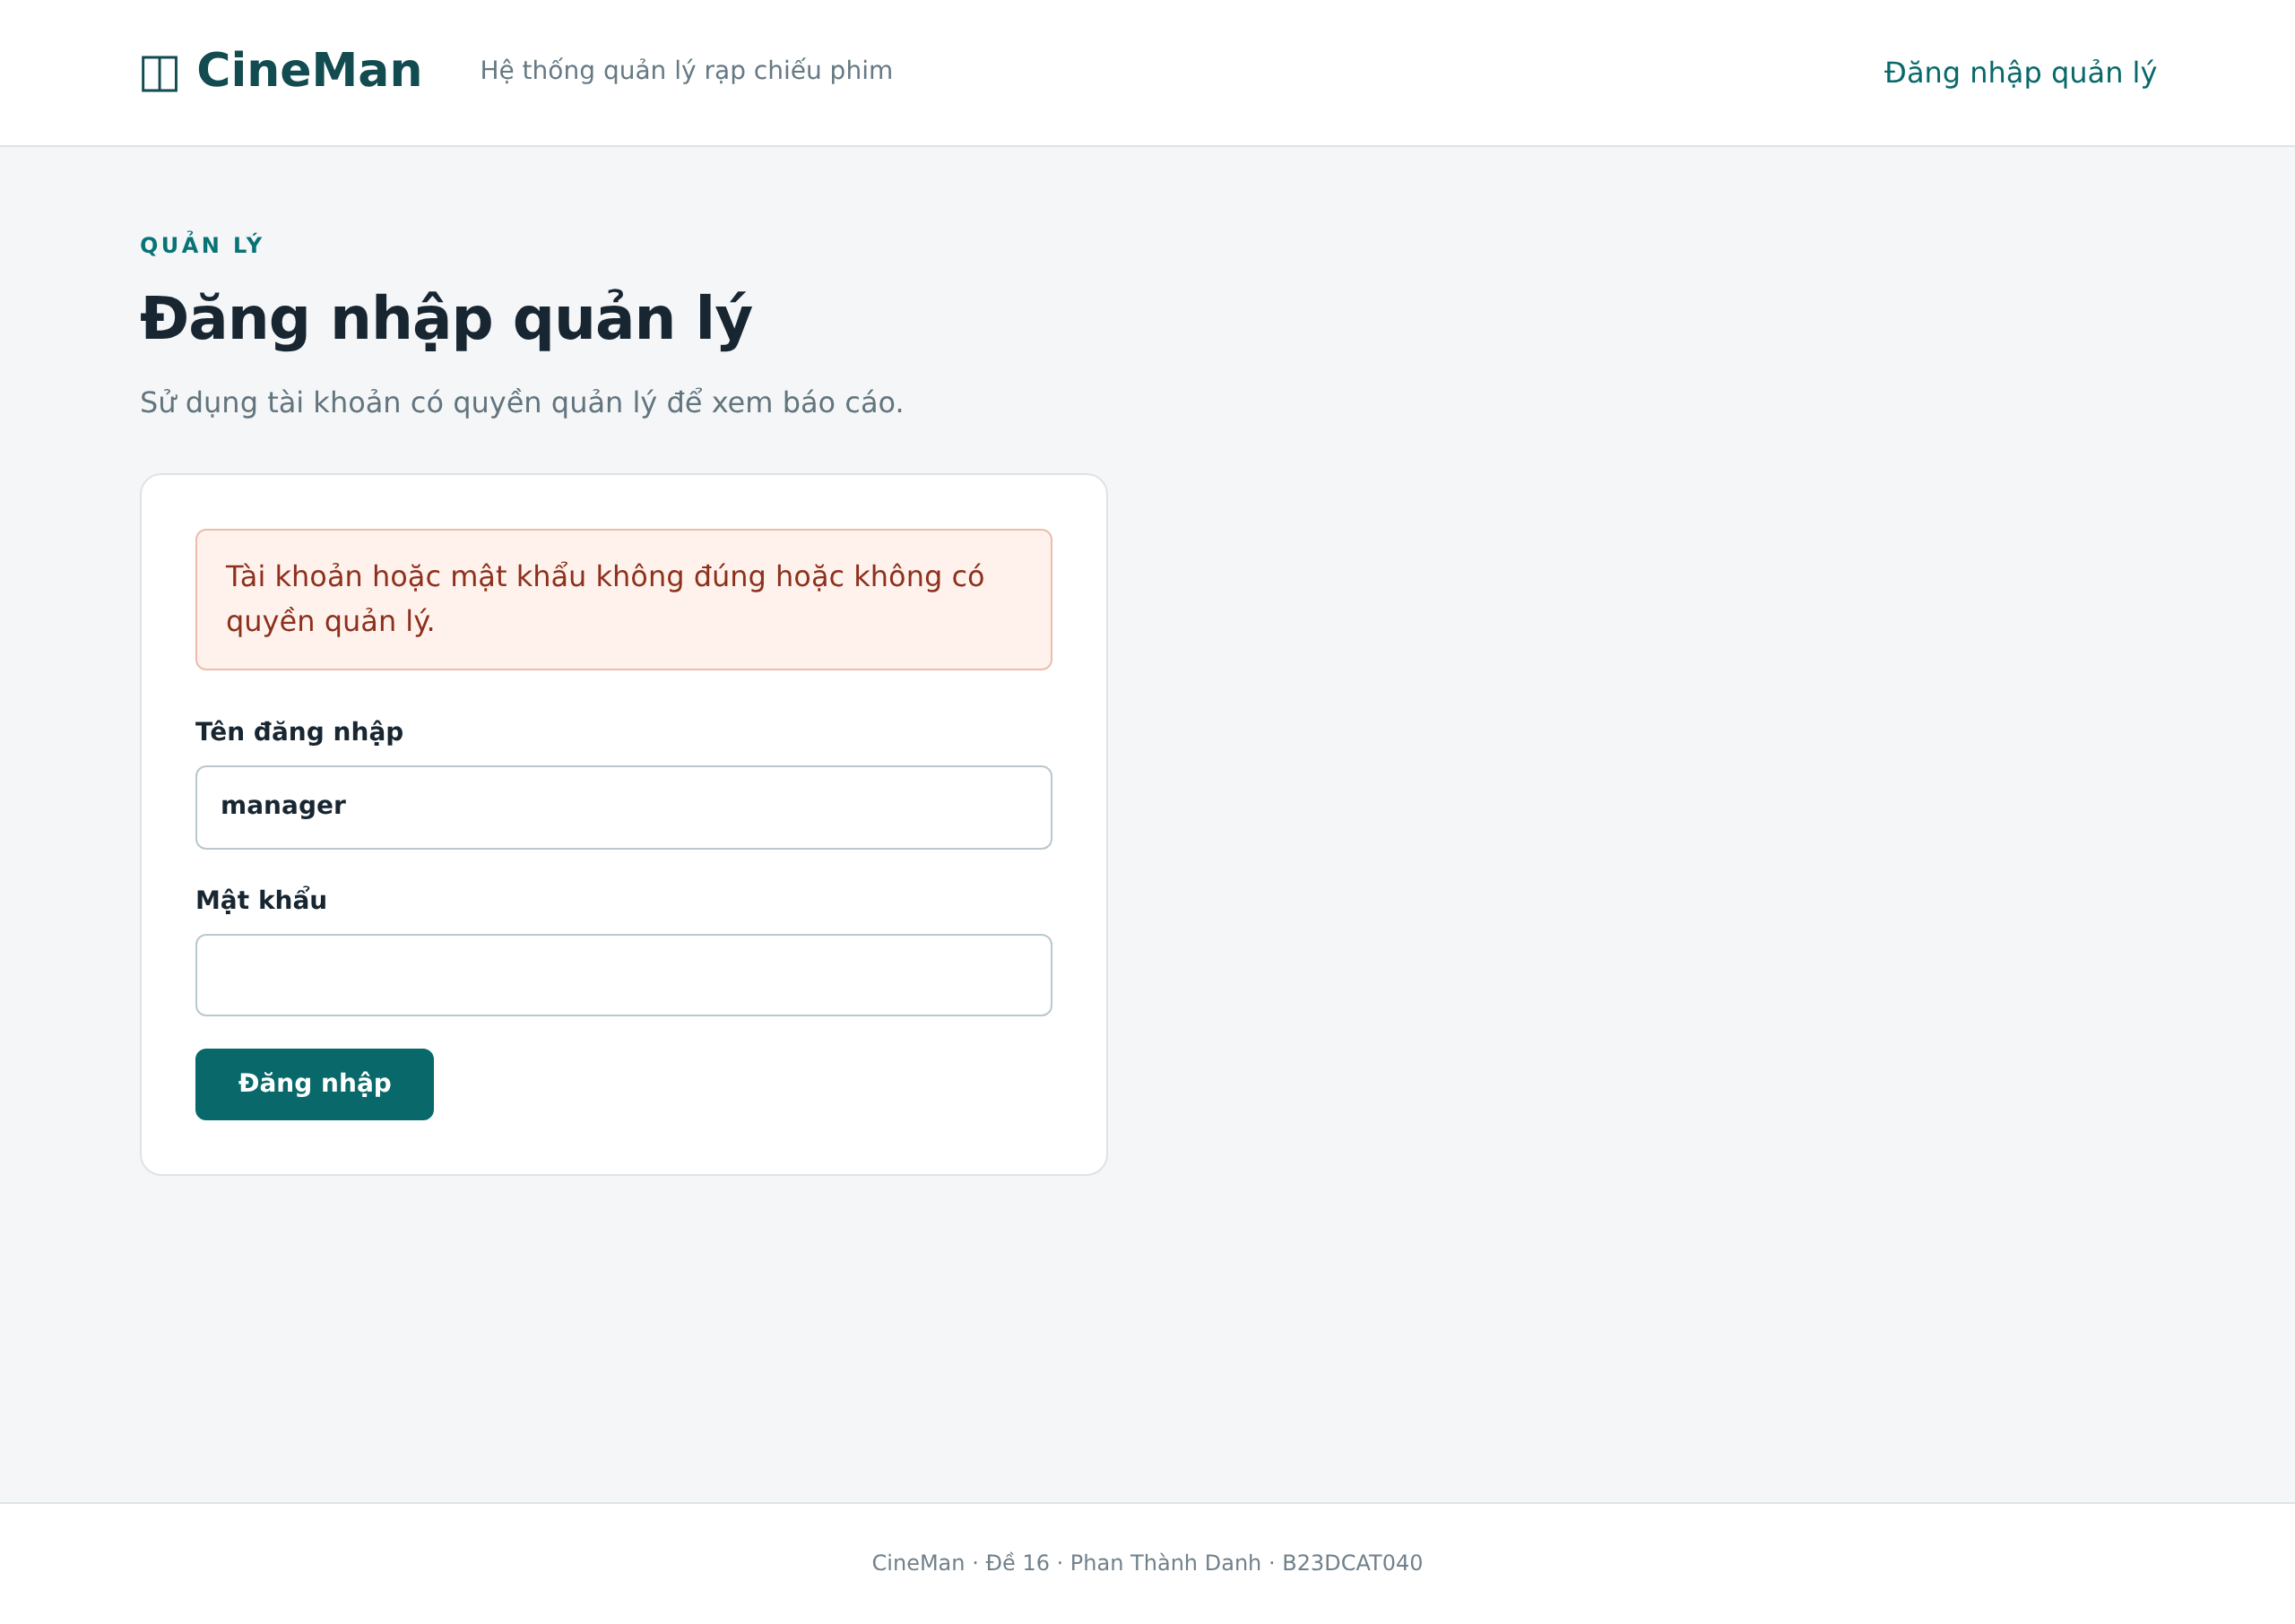 CineMan
Hệ thống quản lý rạp chiếu phim
Đăng nhập quản lý
QUẢN LÝ
Đăng nhập quản lý
Sử dụng tài khoản có quyền quản lý để xem báo cáo.
Tài khoản hoặc mật khẩu không đúng hoặc không có
quyền quản lý.
Tên đăng nhập
manager
Mật khẩu
Đăng nhập
CineMan · Đề 16 · Phan Thành Danh · B23DCAT040